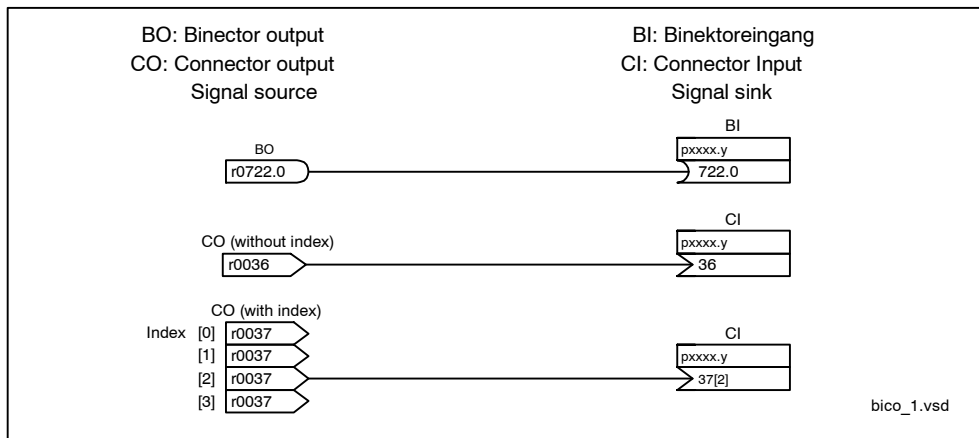 BO: Binector output
CO: Connector output
Signal source
BI: Binektoreingang
CI: Connector Input
Signal sink
BO
r0722.0
BI
pxxxx.y
722.0
CO (without index)
r0036
CI
pxxxx.y
36
CO (with index)
Index [0] r0037
[1] r0037
[2] r0037
[3] r0037
CI
pxxxx.y
37[2]
bico_1.vsd